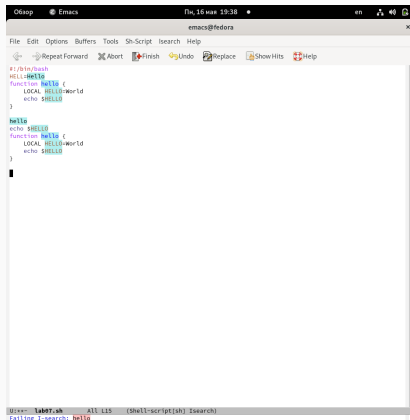 Обзор Emacs Пн, 16 мая 19:38 en
emacs@fedora ×
File Edit Options Buffers Tools Sh-Script Isearch Help
Repeat Forward Abort Finish Undo Replace Show Hits Help
#!/bin/bash
HELL=Hello
function hello {
    LOCAL HELLO=World
    echo $HELLO
}

hello
echo $HELLO
function hello {
    LOCAL HELLO=World
    echo $HELLO
}

U:**- lab07.sh All L15 (Shell-script[sh] Isearch)
Failing I-search: hello